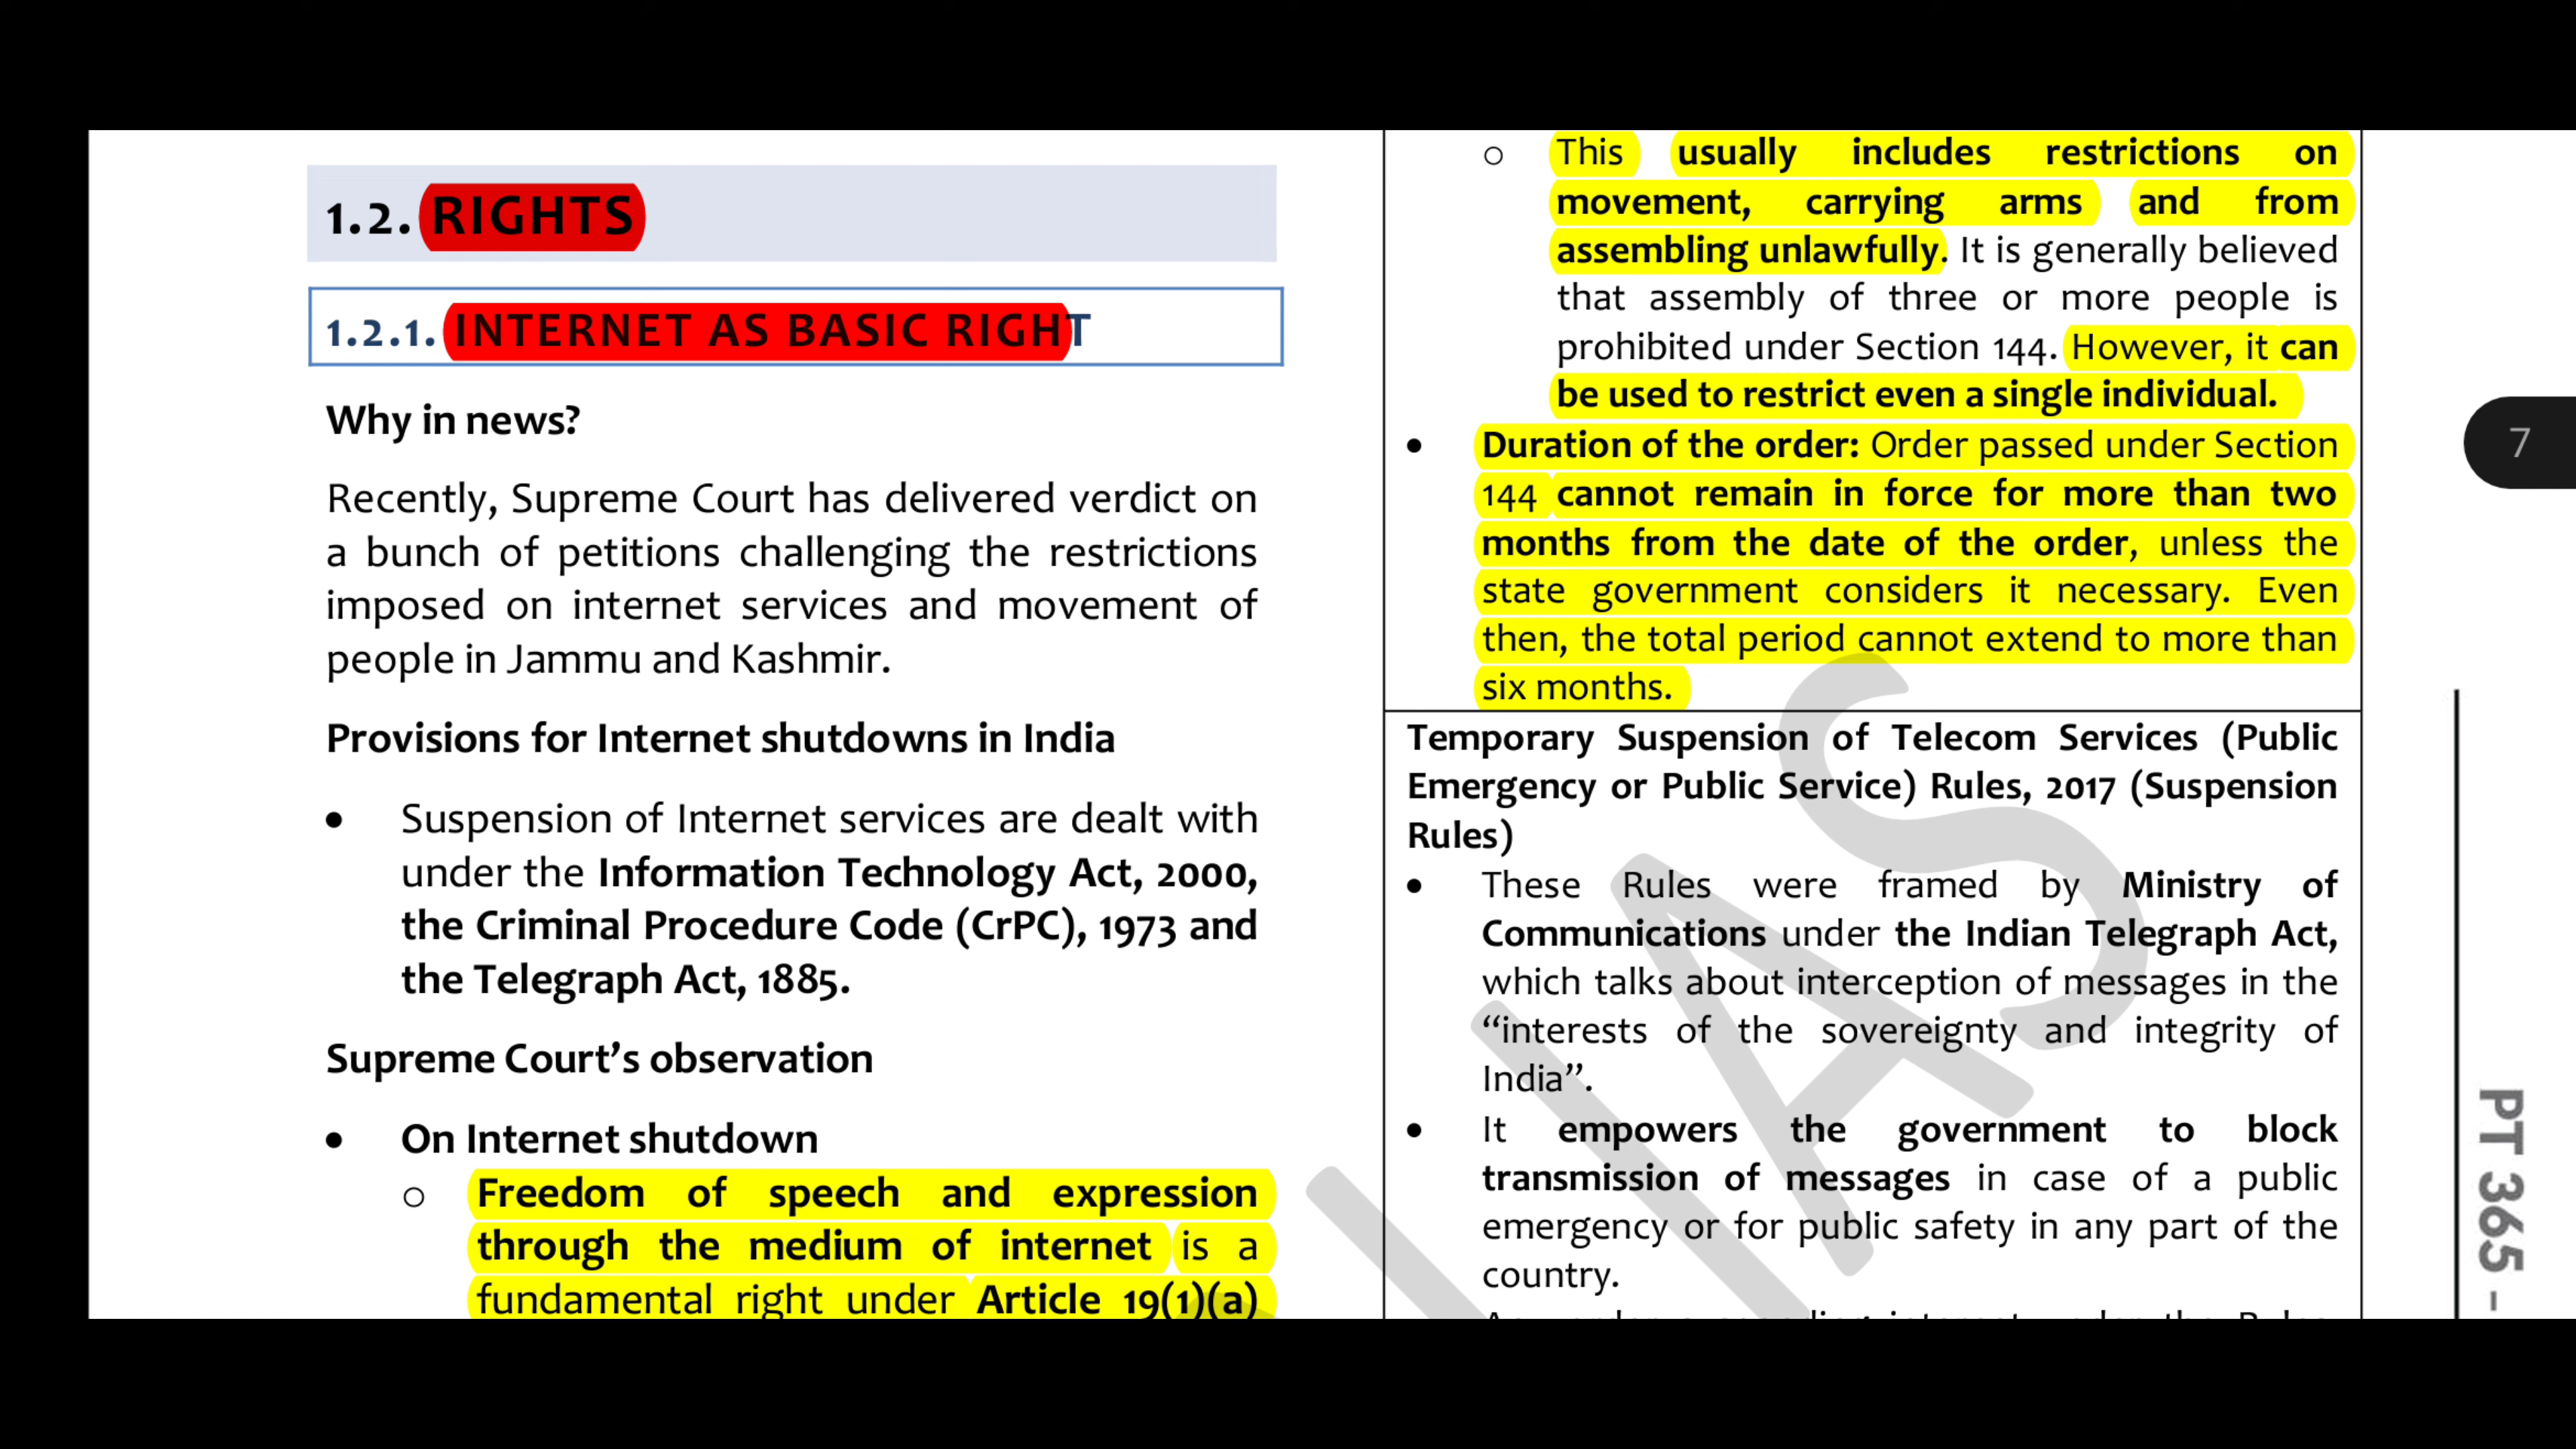 1.2. RIGHTS
1.2.1. INTERNET AS BASIC RIGHT
Why in news?
Recently, Supreme Court has delivered verdict on
a bunch of petitions challenging the restrictions
imposed on internet services and movement of
people in Jammu and Kashmir.
Provisions for Internet shutdowns in India
• Suspension of Internet services are dealt with
under the Information Technology Act, 2000,
the Criminal Procedure Code (CrPC), 1973 and
the Telegraph Act, 1885.
Supreme Court’s observation
• On Internet shutdown
o Freedom of speech and expression
through the medium of internet is a
fundamental right under Article 19(1)(a)
o This usually includes restrictions on
movement, carrying arms and from
assembling unlawfully. It is generally believed
that assembly of three or more people is
prohibited under Section 144. However, it can
be used to restrict even a single individual.
• Duration of the order: Order passed under Section
144 cannot remain in force for more than two
months from the date of the order, unless the
state government considers it necessary. Even
then, the total period cannot extend to more than
six months.
Temporary Suspension of Telecom Services (Public
Emergency or Public Service) Rules, 2017 (Suspension
Rules)
• These Rules were framed by Ministry of
Communications under the Indian Telegraph Act,
which talks about interception of messages in the
“interests of the sovereignty and integrity of
India”.
• It empowers the government to block
transmission of messages in case of a public
emergency or for public safety in any part of the
country.
IAS
7
PT 365 -